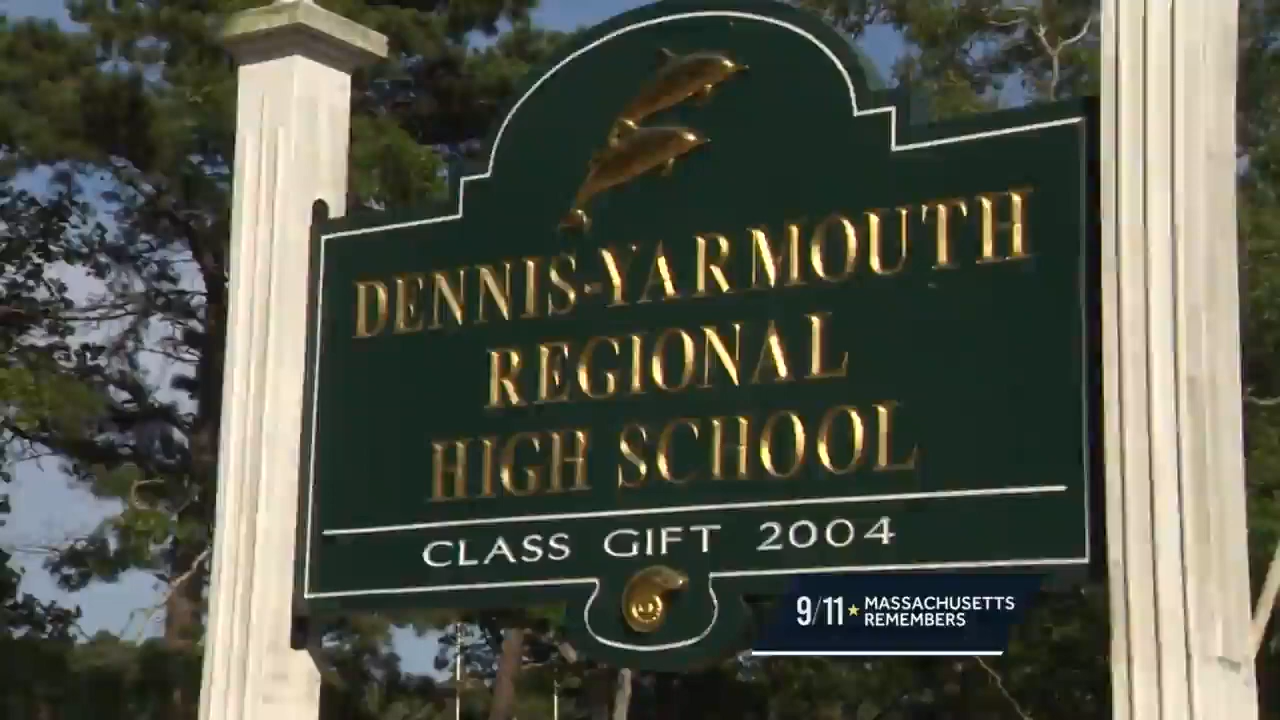 DENNIS-YARMOUTH
REGIONAL
HIGH SCHOOL
CLASS GIFT 2004
9/11 MASSACHUSETTS
REMEMBERS